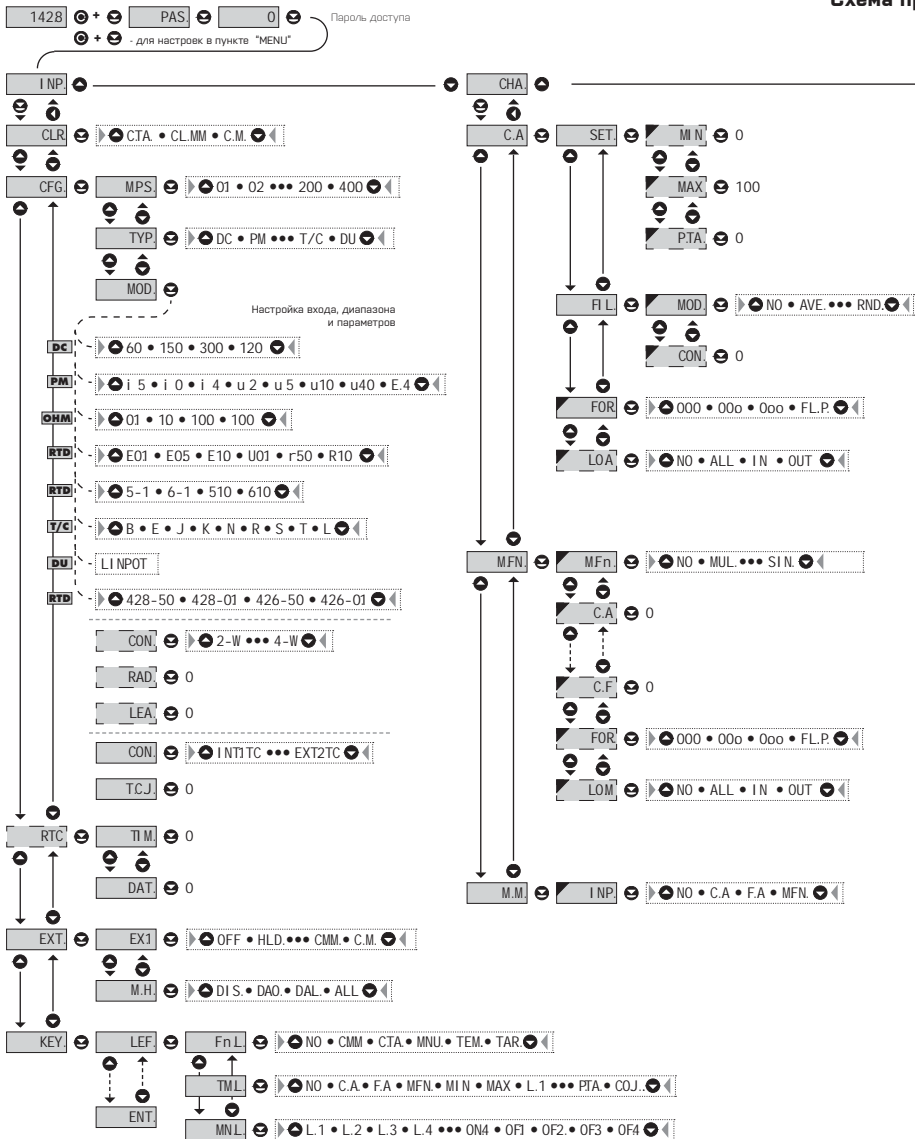 Схема пр
1428 + PAS. 0 Пароль доступа
+ - для настроек в пункте "MENU"
INP. CHA.
CLR. CTA. • CL.MM • C.M. C.A SET. MIN 0
CFG. MPS. 01 • 02 ••• 200 • 400 MAX 100
TYP. DC • PM ••• T/C • DU P.TA. 0
MOD.
Настройка входа, диапазона
и параметров
FIL. MOD. NO • AVE. ••• RND.
DC 60 • 150 • 300 • 120
CON. 0
PM i 5 • i 0 • i 4 • u 2 • u 5 • u10 • u40 • E.4
OHM 01 • 10 • 100 • 100 FOR. 000 • 00o • 0oo • FL.P.
RTD E01 • E05 • E10 • U01 • r50 • R10 LOA NO • ALL • IN • OUT
RTD 5-1 • 6-1 • 510 • 610
T/C B • E • J • K • N • R • S • T • L
DU LINPOT M.FN. M.Fn. NO • MUL. ••• SIN.
RTD 428-50 • 428-01 • 426-50 • 426-01 C.A 0
CON. 2-W ••• 4-W
RAD. 0 C.F 0
LEA. 0
FOR. 000 • 00o • 0oo • FL.P.
CON. INT1TC ••• EXT2TC
T.C.J. 0 LOM NO • ALL • IN • OUT
RTC TIM. 0
DAT. 0 M.M. INP. NO • C.A • F.A • MFN.
EXT. EX1 OFF • HLD. ••• CMM. • C.M.
M.H. DIS. • DAO. • DAL. • ALL
KEY. LEF. Fn L. NO • CMM • CTA. • MNU. • TEM. • TAR.
TM.L. NO • C.A. • F.A • MFN. • MIN • MAX • L.1 ••• P.TA. • COJ..
ENT. MN.L. L.1 • L.2 • L.3 • L.4 ••• ON4 • OF1 • OF2. • OF3 • OF4